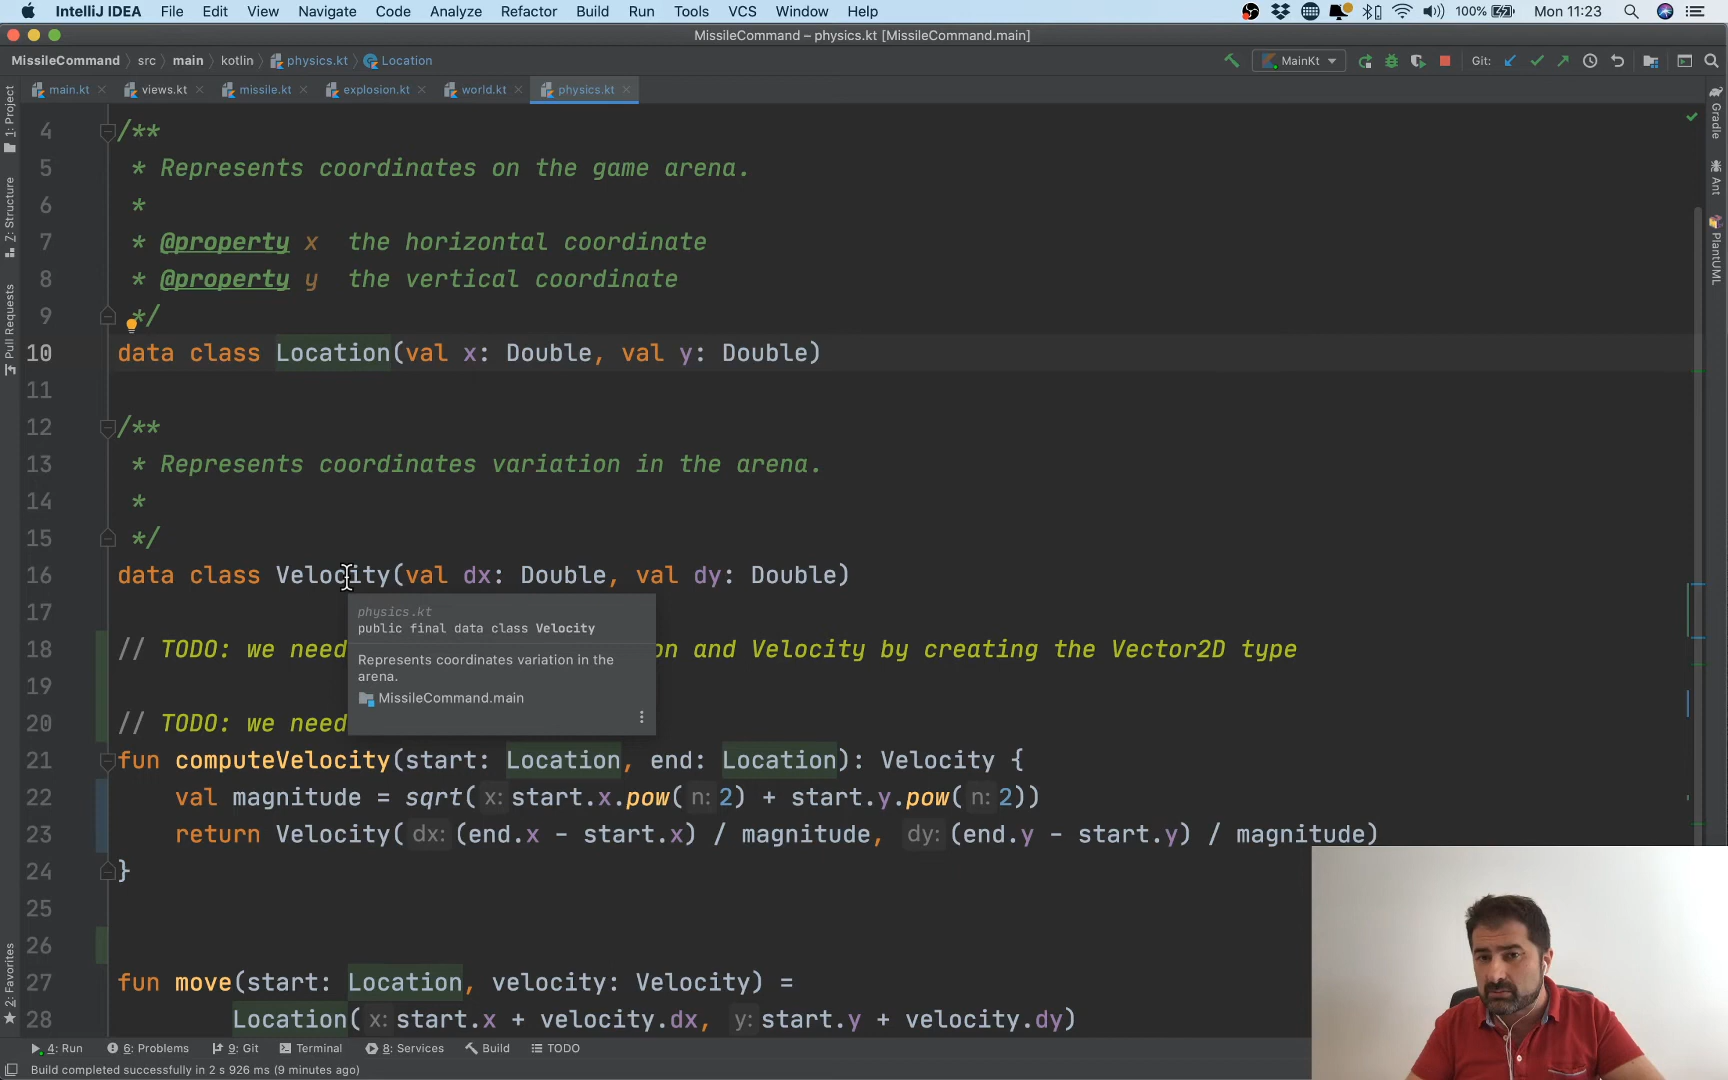 IntelliJ IDEA File Edit View Navigate Code Analyze Refactor Build Run Tools VCS Window Help 100% Mon 11:23
MissileCommand – physics.kt [MissileCommand.main]
MissileCommand src main kotlin physics.kt Location MainKt Git:
main.kt views.kt missile.kt explosion.kt world.kt physics.kt
1: Project
7: Structure
Pull Requests
2: Favorites
Gradle
Ant
PlantUML
4 /**
5 * Represents coordinates on the game arena.
6 *
7 * @property x the horizontal coordinate
8 * @property y the vertical coordinate
9 */
10 data class Location(val x: Double, val y: Double)
11
12 /**
13 * Represents coordinates variation in the arena.
14 *
15 */
16 data class Velocity(val dx: Double, val dy: Double)
17
physics.kt
public final data class Velocity
Represents coordinates variation in the
arena.
MissileCommand.main
18 // TODO: we need on and Velocity by creating the Vector2D type
19
20 // TODO: we need
21 fun computeVelocity(start: Location, end: Location): Velocity {
22 val magnitude = sqrt( x: start.x.pow( n: 2) + start.y.pow( n: 2))
23 return Velocity( dx: (end.x - start.x) / magnitude, dy: (end.y - start.y) / magnitude)
24 }
25
26
27 fun move(start: Location, velocity: Velocity) =
28 Location( x: start.x + velocity.dx, y: start.y + velocity.dy)
4: Run 6: Problems 9: Git Terminal 8: Services Build TODO
Build completed successfully in 2 s 926 ms (9 minutes ago)